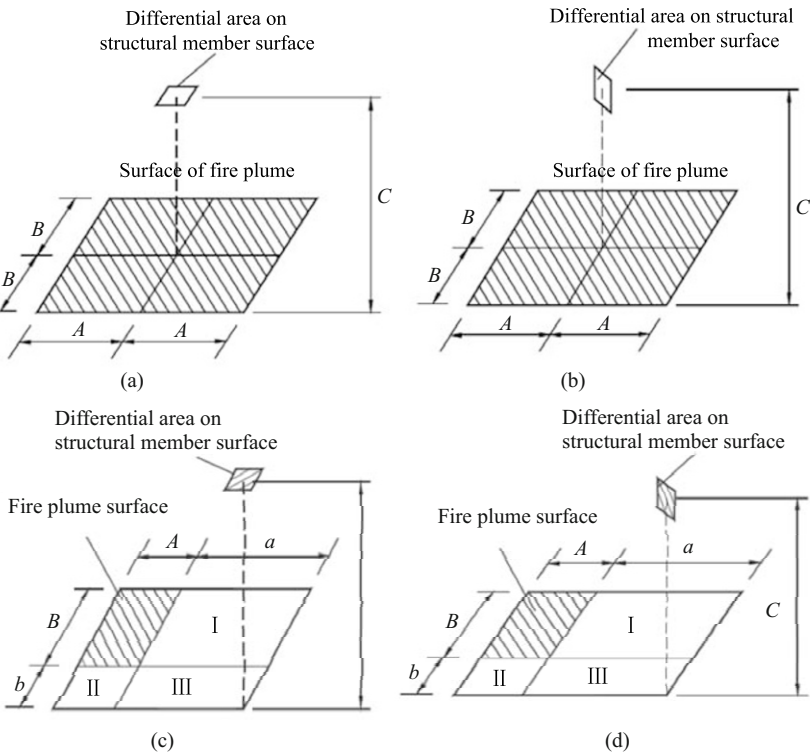 Differential area on
structural member surface
Surface of fire plume
B
B
C
A
A
(a)
Differential area on structural
member surface
Surface of fire plume
B
B
C
A
A
(b)
Differential area on
structural member surface
Fire plume surface
A
a
B
b
I
II
III
(c)
Differential area on
structural member surface
Fire plume surface
A
a
B
b
C
I
II
III
(d)